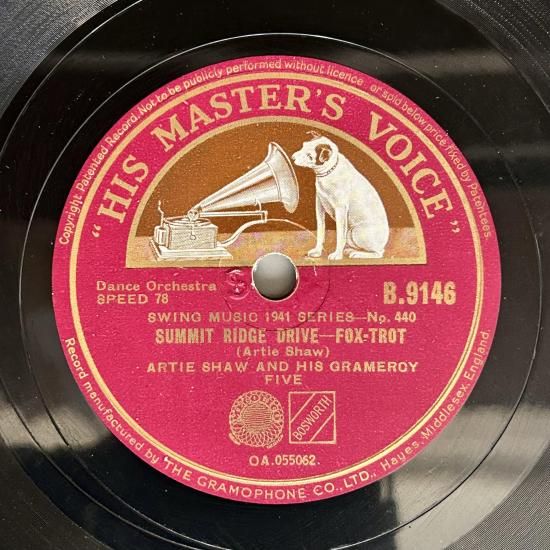 Copyright. Patented Record. Not to be publicly performed without licence or sold below price fixed by Patentees.
"HIS MASTER'S VOICE"
Dance Orchestra
SPEED 78
B.9146
SWING MUSIC 1941 SERIES—No. 440
SUMMIT RIDGE DRIVE—FOX-TROT
(Artie Shaw)
ARTIE SHAW AND HIS GRAMERCY
FIVE
BOSWORTH
OA.055062.
Record manufactured by THE GRAMOPHONE CO., LTD., Hayes, Middlesex, England.